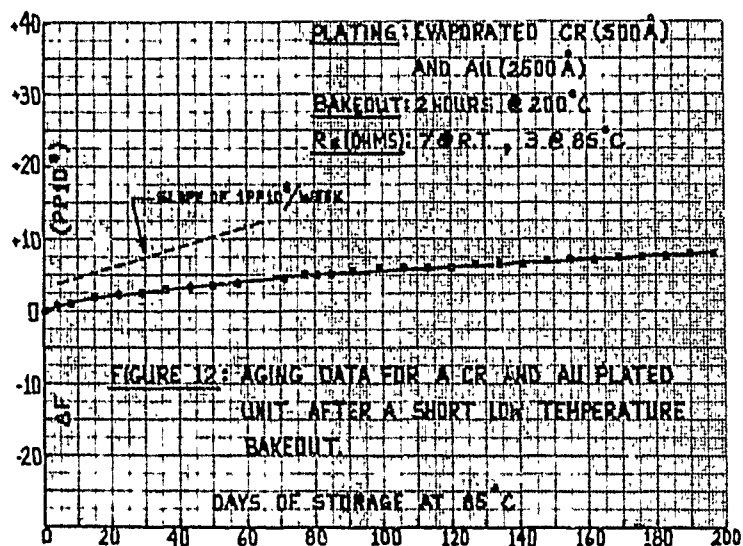 +40
PLATING: EVAPORATED CR (500 Å)
AND AU (2500 Å)
+30
BAKEOUT: 2 HOURS @ 200°C
RS (OHMS): 7 @ R.T., 3 @ 85°C
+20
(PP10⁸)
SLOPE OF 1PP10⁸/WEEK
+10
0
-10
FIGURE 12: AGING DATA FOR A CR AND AU PLATED
UNIT AFTER A SHORT LOW TEMPERATURE
BAKEOUT.
ΔF
-20
DAYS OF STORAGE AT 85°C
0 20 40 60 80 100 120 140 160 180 200